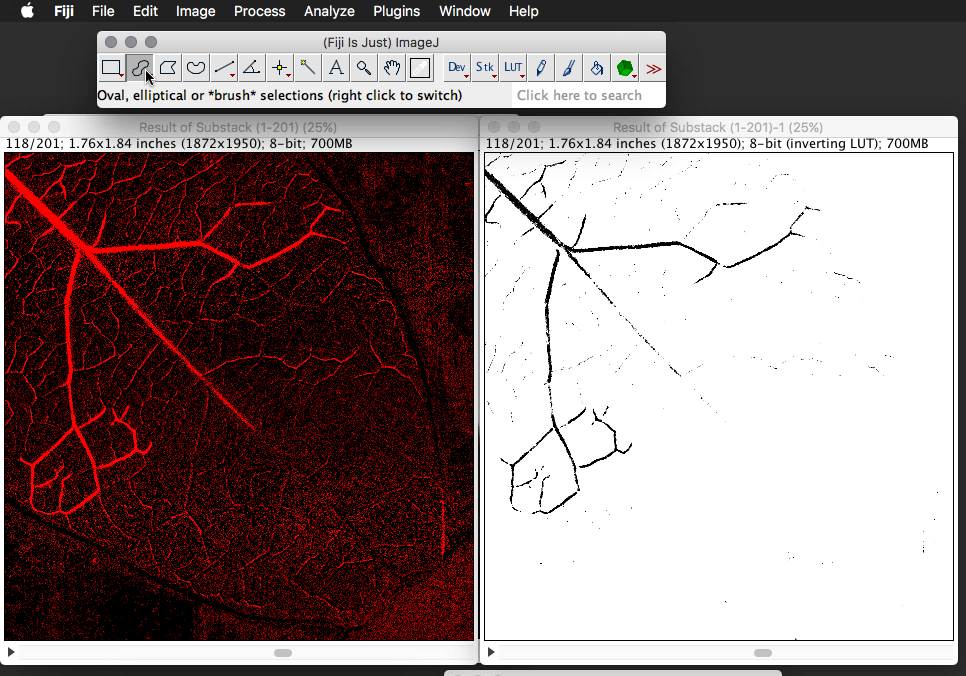 Fiji File Edit Image Process Analyze Plugins Window Help
(Fiji Is Just) ImageJ
A Dev Stk LUT
Oval, elliptical or *brush* selections (right click to switch) Click here to search
Result of Substack (1-201) (25%)
118/201; 1.76x1.84 inches (1872x1950); 8-bit; 700MB
Result of Substack (1-201)-1 (25%)
118/201; 1.76x1.84 inches (1872x1950); 8-bit (inverting LUT); 700MB